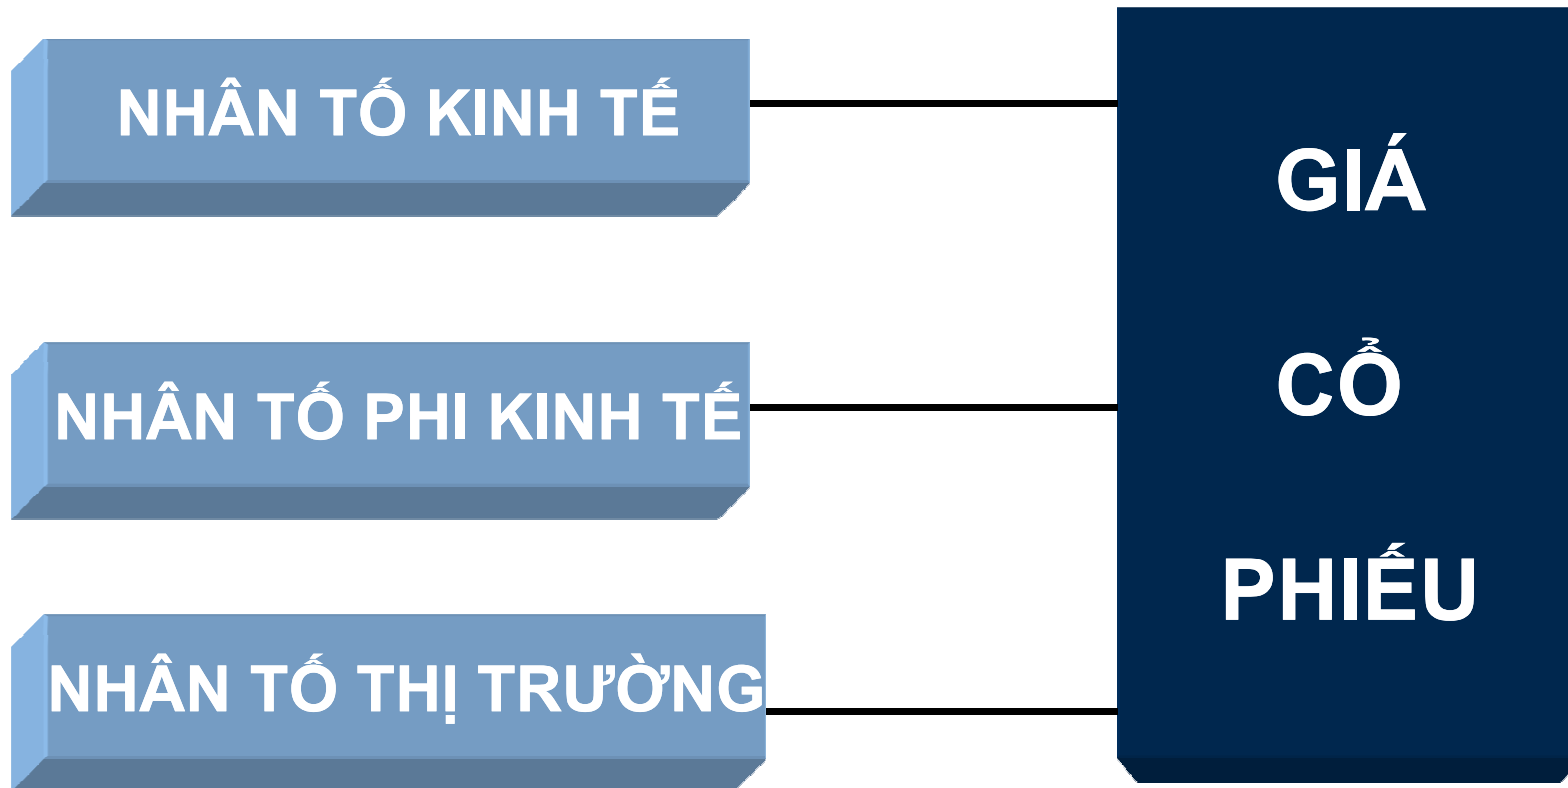 NHÂN TỐ KINH TẾ
NHÂN TỐ PHI KINH TẾ
NHÂN TỐ THỊ TRƯỜNG
GIÁ
CỔ
PHIẾU